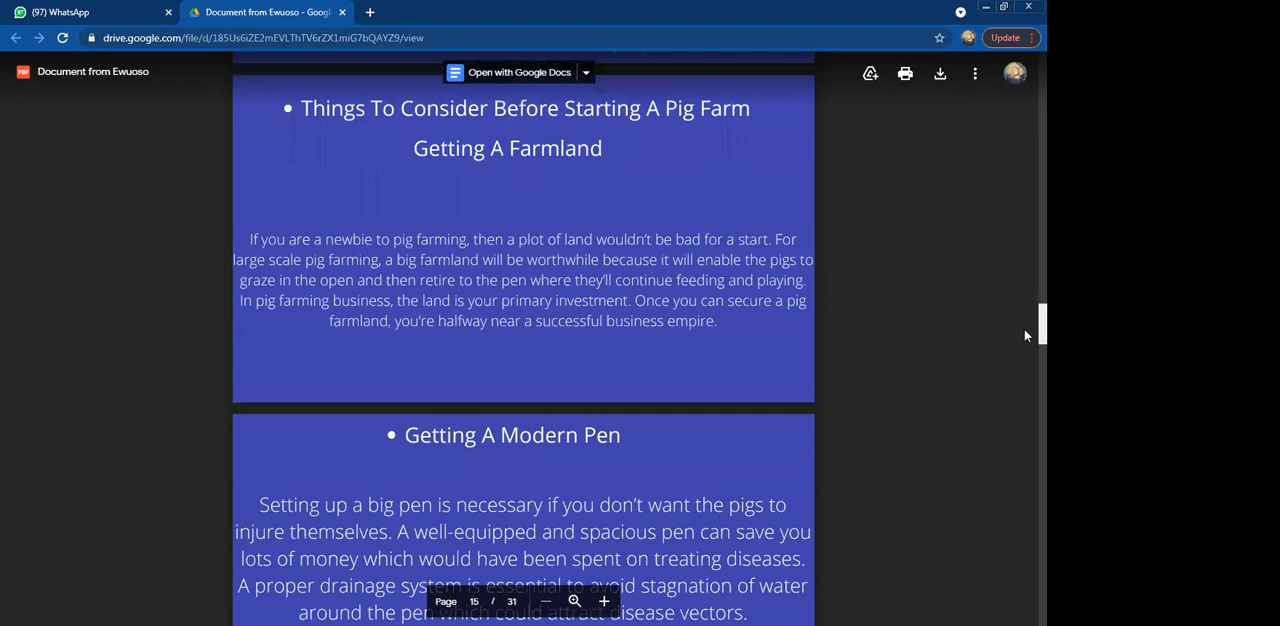 (97) WhatsApp
Document from Ewuoso - Googl
drive.google.com/file/d/185Us6iZE2mEVLThTV6rZX1miG7bQAYZ9/view
Update
PDF
Document from Ewuoso
Open with Google Docs
• Things To Consider Before Starting A Pig Farm
Getting A Farmland
If you are a newbie to pig farming, then a plot of land wouldn't be bad for a start. For
large scale pig farming, a big farmland will be worthwhile because it will enable the pigs to
graze in the open and then retire to the pen where they'll continue feeding and playing.
In pig farming business, the land is your primary investment. Once you can secure a pig
farmland, you're halfway near a successful business empire.
• Getting A Modern Pen
Setting up a big pen is necessary if you don't want the pigs to
injure themselves. A well-equipped and spacious pen can save you
lots of money which would have been spent on treating diseases.
A proper drainage system is essential to avoid stagnation of water
around the pen which could attract disease vectors.
Page 15 / 31